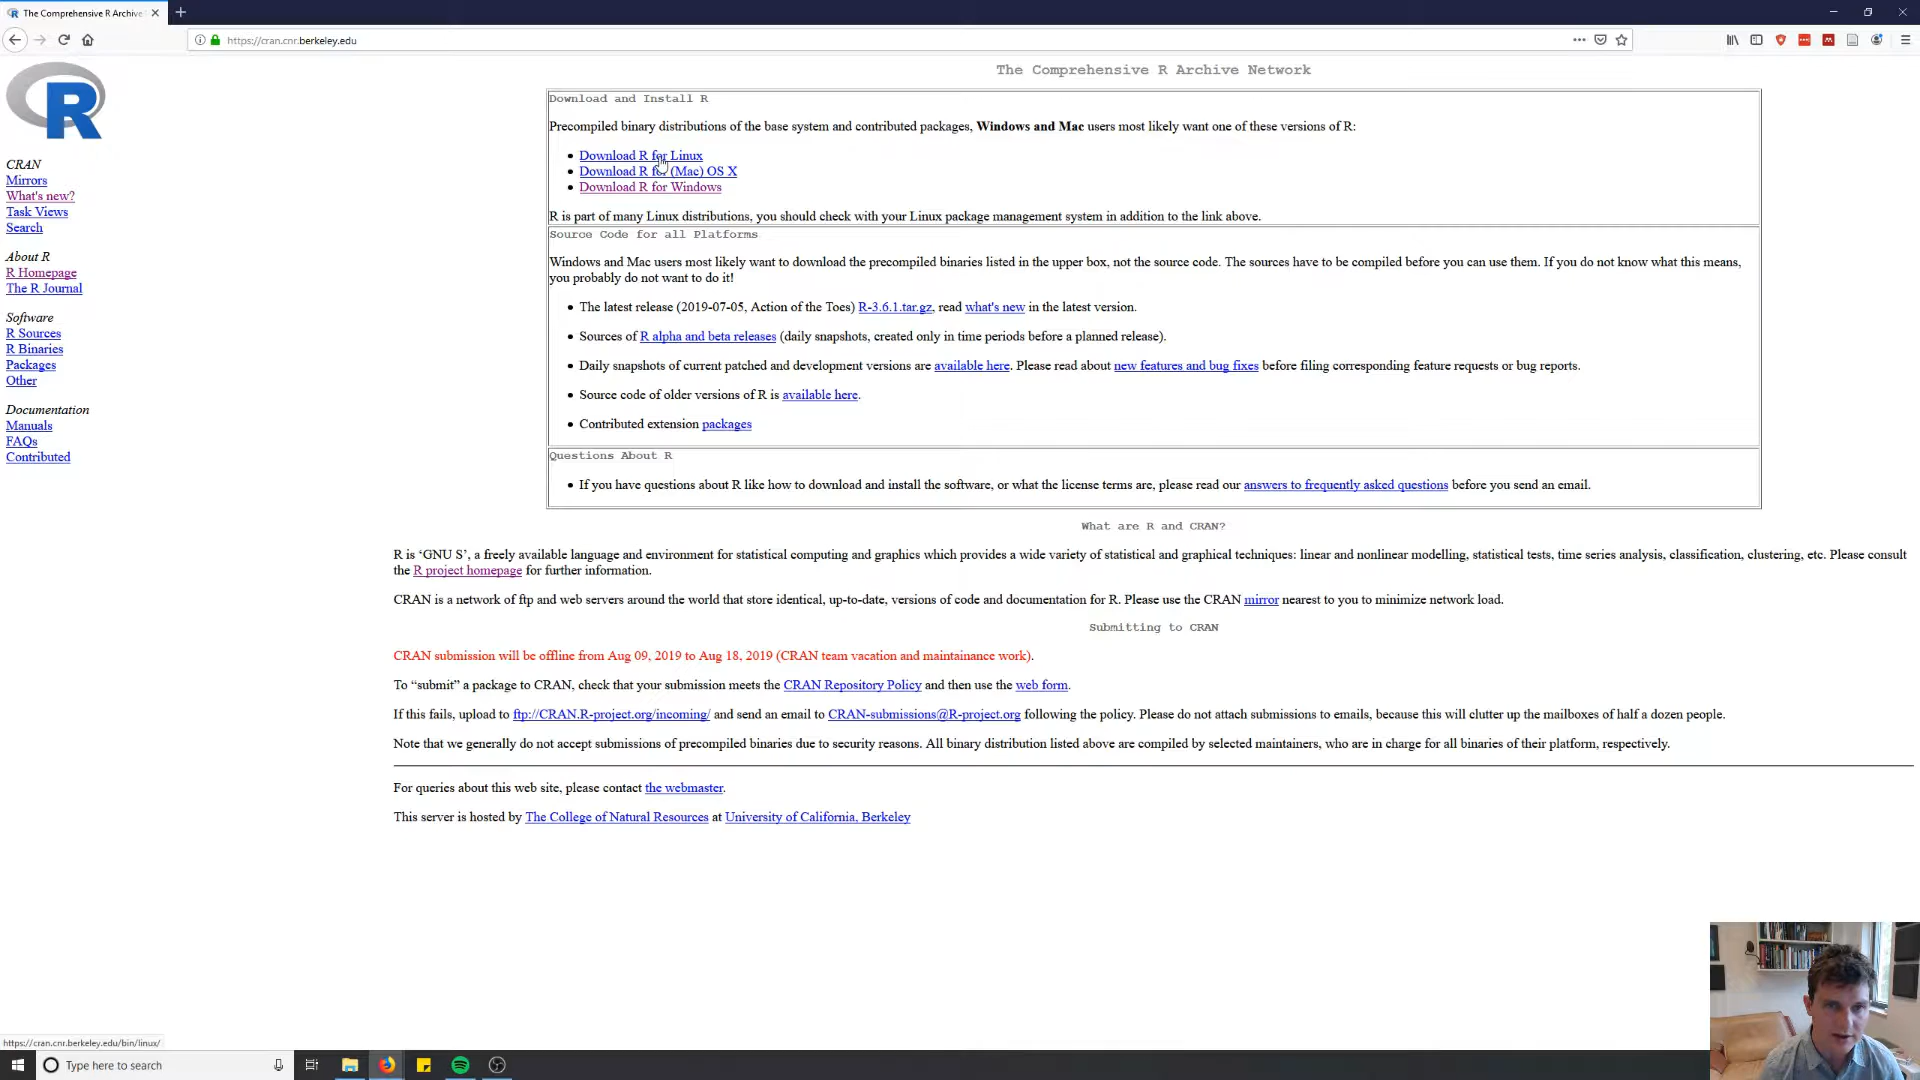 The Comprehensive R Archive
https://cran.cnr.berkeley.edu
The Comprehensive R Archive Network
R
CRAN
Mirrors
What's new?
Task Views
Search
About R
R Homepage
The R Journal
Software
R Sources
R Binaries
Packages
Other
Documentation
Manuals
FAQs
Contributed
Download and Install R
Precompiled binary distributions of the base system and contributed packages, Windows and Mac users most likely want one of these versions of R:
Download R for Linux
Download R for (Mac) OS X
Download R for Windows
R is part of many Linux distributions, you should check with your Linux package management system in addition to the link above.
Source Code for all Platforms
Windows and Mac users most likely want to download the precompiled binaries listed in the upper box, not the source code. The sources have to be compiled before you can use them. If you do not know what this means,
you probably do not want to do it!
The latest release (2019-07-05, Action of the Toes) R-3.6.1.tar.gz, read what's new in the latest version.
Sources of R alpha and beta releases (daily snapshots, created only in time periods before a planned release).
Daily snapshots of current patched and development versions are available here. Please read about new features and bug fixes before filing corresponding feature requests or bug reports.
Source code of older versions of R is available here.
Contributed extension packages
Questions About R
If you have questions about R like how to download and install the software, or what the license terms are, please read our answers to frequently asked questions before you send an email.
What are R and CRAN?
R is ‘GNU S’, a freely available language and environment for statistical computing and graphics which provides a wide variety of statistical and graphical techniques: linear and nonlinear modelling, statistical tests, time series analysis, classification, clustering, etc. Please consult
the R project homepage for further information.
CRAN is a network of ftp and web servers around the world that store identical, up-to-date, versions of code and documentation for R. Please use the CRAN mirror nearest to you to minimize network load.
Submitting to CRAN
CRAN submission will be offline from Aug 09, 2019 to Aug 18, 2019 (CRAN team vacation and maintainance work).
To “submit” a package to CRAN, check that your submission meets the CRAN Repository Policy and then use the web form.
If this fails, upload to ftp://CRAN.R-project.org/incoming/ and send an email to CRAN-submissions@R-project.org following the policy. Please do not attach submissions to emails, because this will clutter up the mailboxes of half a dozen people.
Note that we generally do not accept submissions of precompiled binaries due to security reasons. All binary distribution listed above are compiled by selected maintainers, who are in charge for all binaries of their platform, respectively.
For queries about this web site, please contact the webmaster.
This server is hosted by The College of Natural Resources at University of California, Berkeley
https://cran.cnr.berkeley.edu/bin/linux/
Type here to search